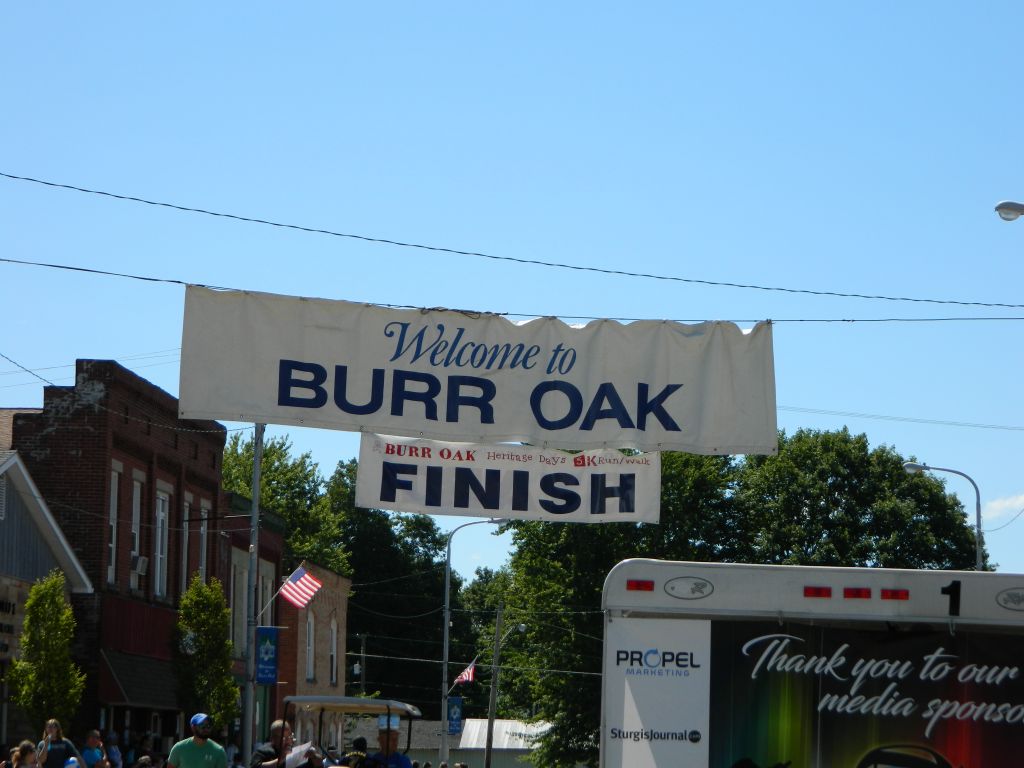 Welcome to
BURR OAK
BURR OAK Heritage Days 5K Run/Walk
FINISH
1
PROPEL
MARKETING
Thank you to our
media sponso
SturgisJournal